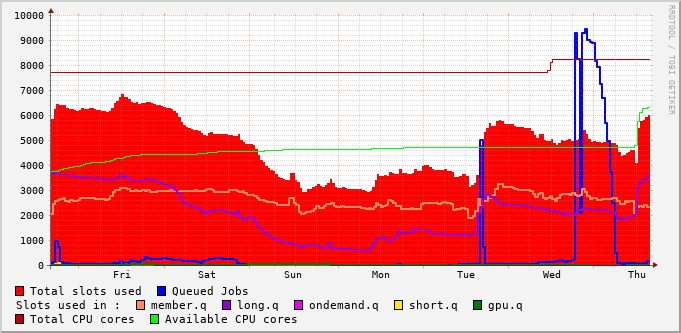 10000
9000
8000
7000
6000
5000
4000
3000
2000
1000
0
Fri Sat Sun Mon Tue Wed Thu
Total slots used Queued Jobs
Slots used in : member.q long.q ondemand.q short.q gpu.q
Total CPU cores Available CPU cores
RRDTOOL / TOBI OETIKER